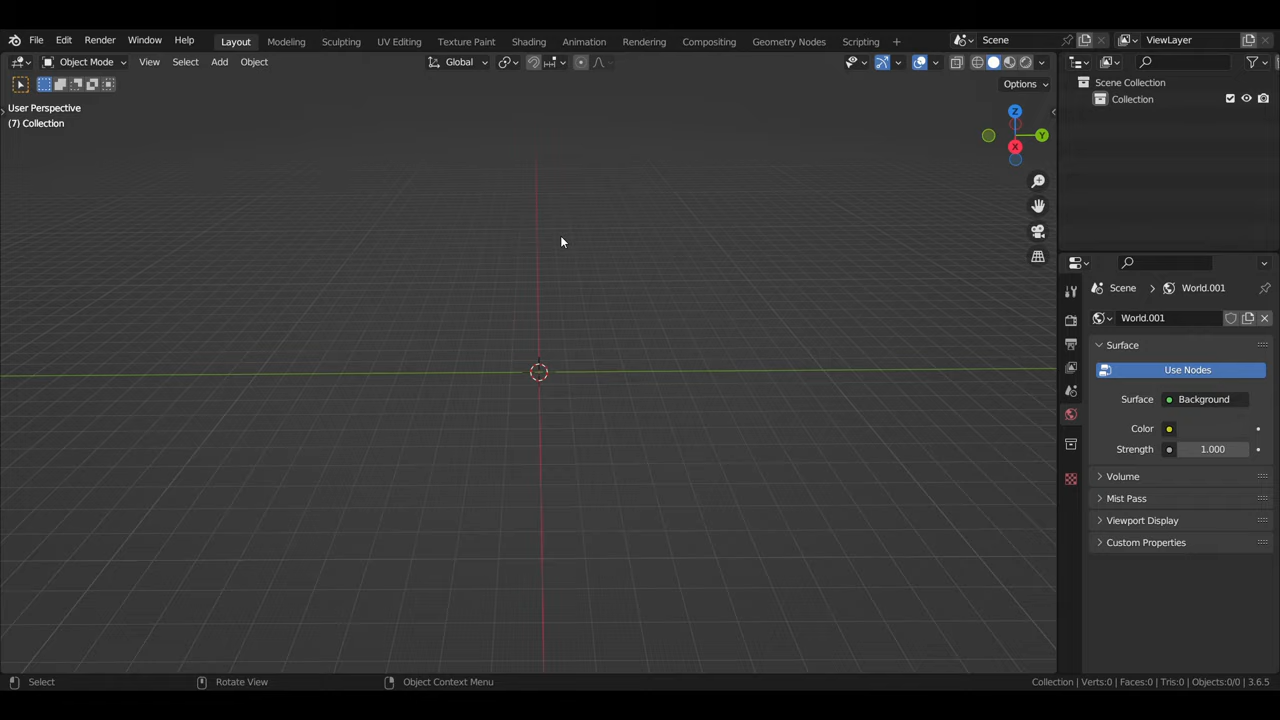 File Edit Render Window Help Layout Modeling Sculpting UV Editing Texture Paint Shading Animation Rendering Compositing Geometry Nodes Scripting + Scene ViewLayer
Object Mode View Select Add Object Global
Options
User Perspective
(7) Collection
Z
Y
X
Scene Collection
Collection
Scene > World.001
World.001
Surface
Use Nodes
Surface Background
Color
Strength 1.000
Volume
Mist Pass
Viewport Display
Custom Properties
Select Rotate View Object Context Menu Collection | Verts:0 | Faces:0 | Tris:0 | Objects:0/0 | 3.6.5